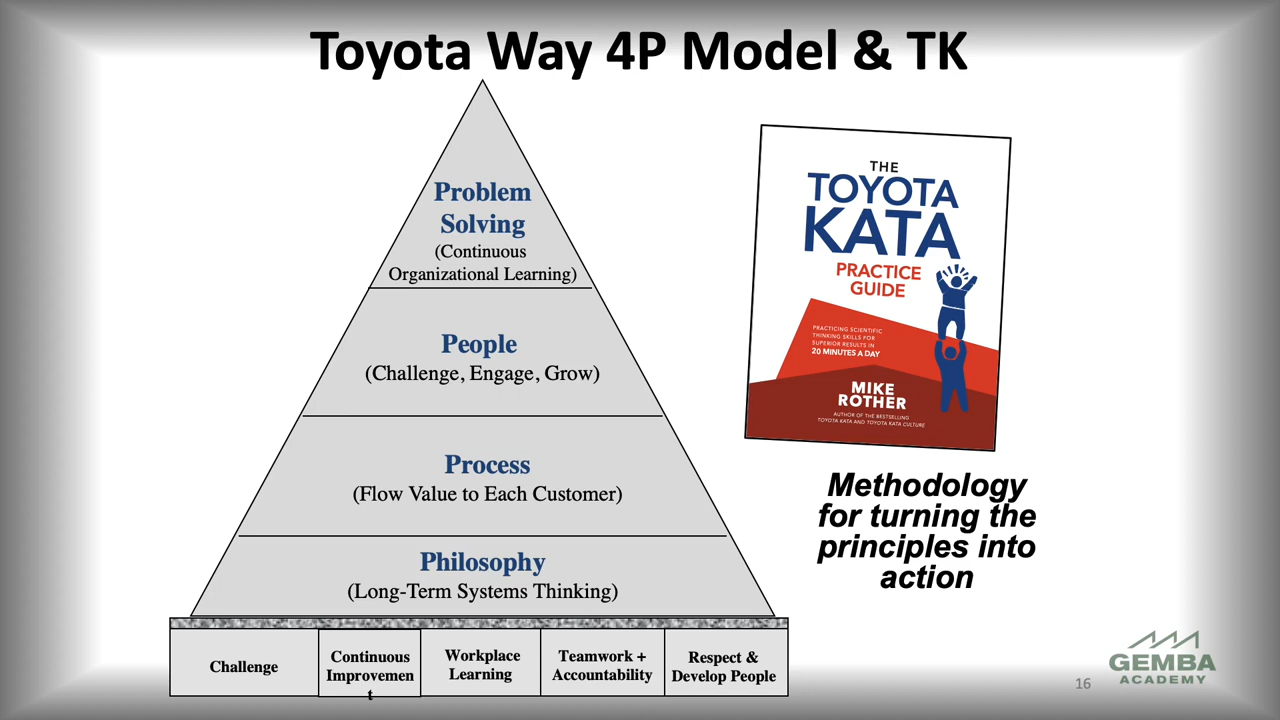 Toyota Way 4P Model & TK
Problem
Solving
(Continuous
Organizational Learning)
People
(Challenge, Engage, Grow)
Process
(Flow Value to Each Customer)
Philosophy
(Long-Term Systems Thinking)
Challenge
Continuous
Improvemen
t
Workplace
Learning
Teamwork +
Accountability
Respect &
Develop People
THE
TOYOTA
KATA
PRACTICE
GUIDE
PRACTICING SCIENTIFIC
THINKING SKILLS FOR
SUPERIOR RESULTS IN
20 MINUTES A DAY
MIKE
ROTHER
AUTHOR OF THE BESTSELLING
TOYOTA KATA AND TOYOTA KATA CULTURE
Methodology
for turning the
principles into
action
16
GEMBA
ACADEMY